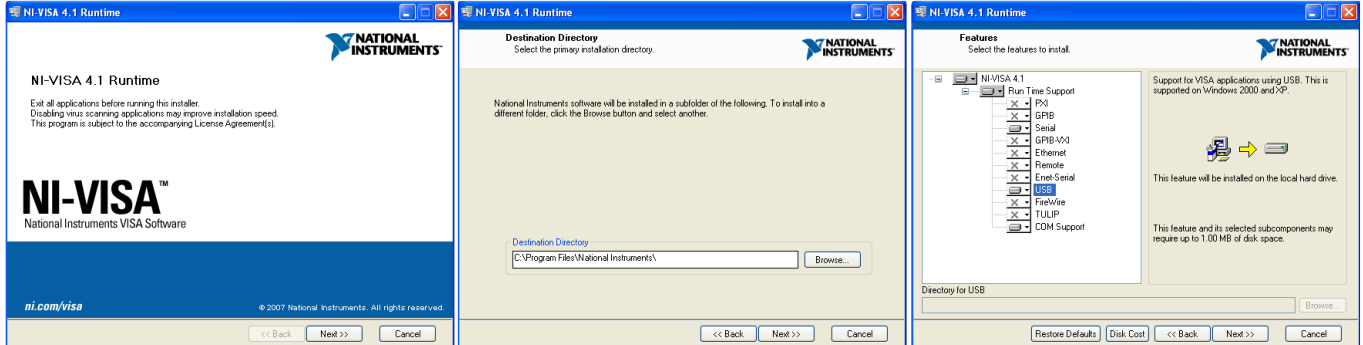 NI-VISA 4.1 Runtime
NATIONAL
INSTRUMENTS™
NI-VISA 4.1 Runtime
Exit all applications before running this installer.
Disabling virus scanning applications may improve installation speed.
This program is subject to the accompanying License Agreement(s).
NI-VISA™
National Instruments VISA Software
ni.com/visa
© 2007 National Instruments. All rights reserved.
<< Back
Next >>
Cancel
NI-VISA 4.1 Runtime
Destination Directory
Select the primary installation directory.
NATIONAL
INSTRUMENTS™
National Instruments software will be installed in a subfolder of the following. To install into a
different folder, click the Browse button and select another.
Destination Directory
C:\Program Files\National Instruments\
Browse...
<< Back
Next >>
Cancel
NI-VISA 4.1 Runtime
Features
Select the features to install.
NATIONAL
INSTRUMENTS™
NI-VISA 4.1
Run Time Support
PXI
GPIB
Serial
GPIB-VXI
Ethernet
Remote
Enet-Serial
USB
FireWire
TULIP
COM Support
Support for VISA applications using USB. This is
supported on Windows 2000 and XP.
This feature will be installed on the local hard drive.
This feature and its selected subcomponents may
require up to 1.00 MB of disk space.
Directory for USB
Browse...
Restore Defaults
Disk Cost
<< Back
Next >>
Cancel